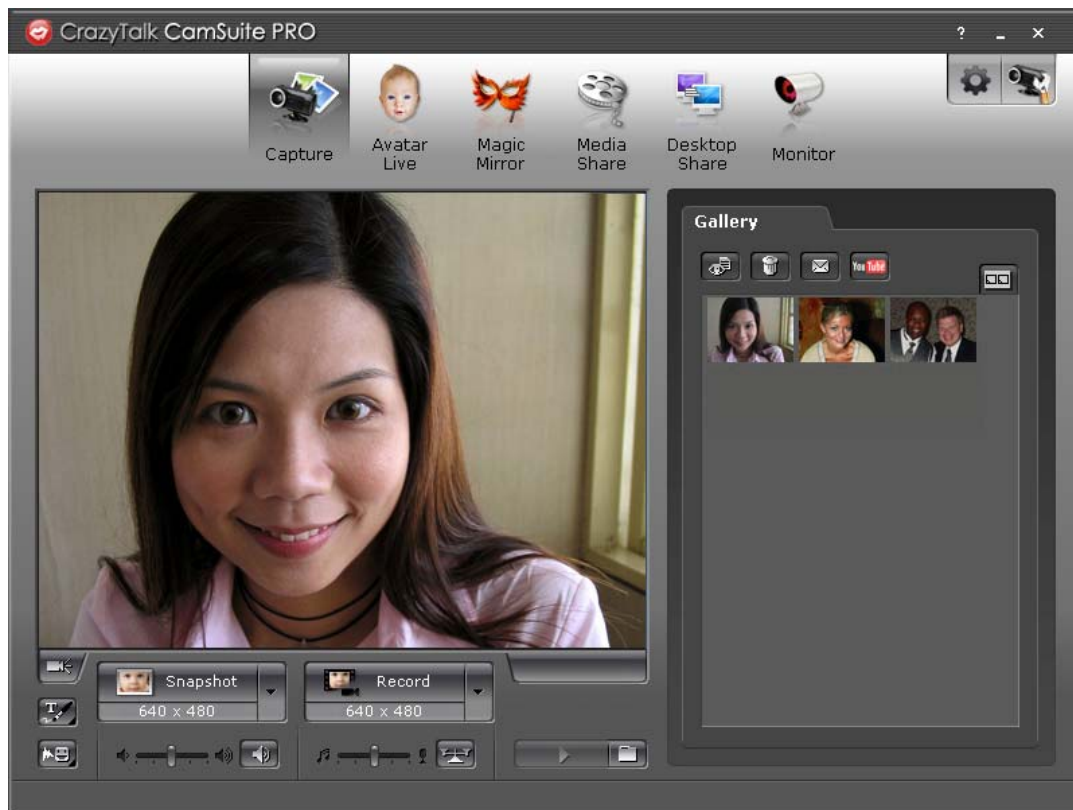 CrazyTalk CamSuite PRO
?
Capture
Avatar
Live
Magic
Mirror
Media
Share
Desktop
Share
Monitor
Gallery
You Tube
Snapshot
640 x 480
Record
640 x 480
T